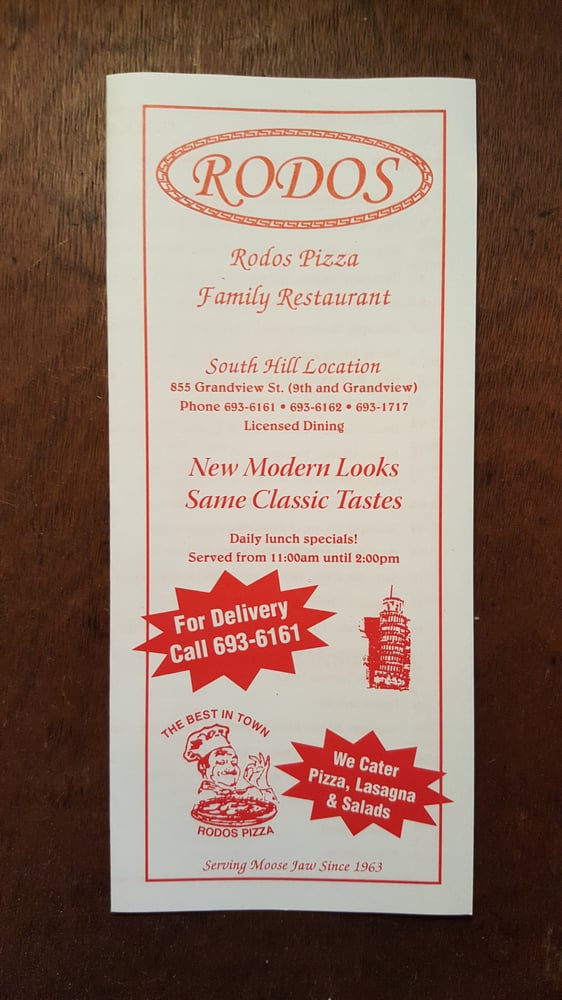 RODOS
Rodos Pizza
Family Restaurant
South Hill Location
855 Grandview St. (9th and Grandview)
Phone 693-6161 • 693-6162 • 693-1717
Licensed Dining
New Modern Looks
Same Classic Tastes
Daily lunch specials!
Served from 11:00am until 2:00pm
For Delivery
Call 693-6161
THE BEST IN TOWN
RODOS PIZZA
We Cater
Pizza, Lasagna
& Salads
Serving Moose Jaw Since 1963